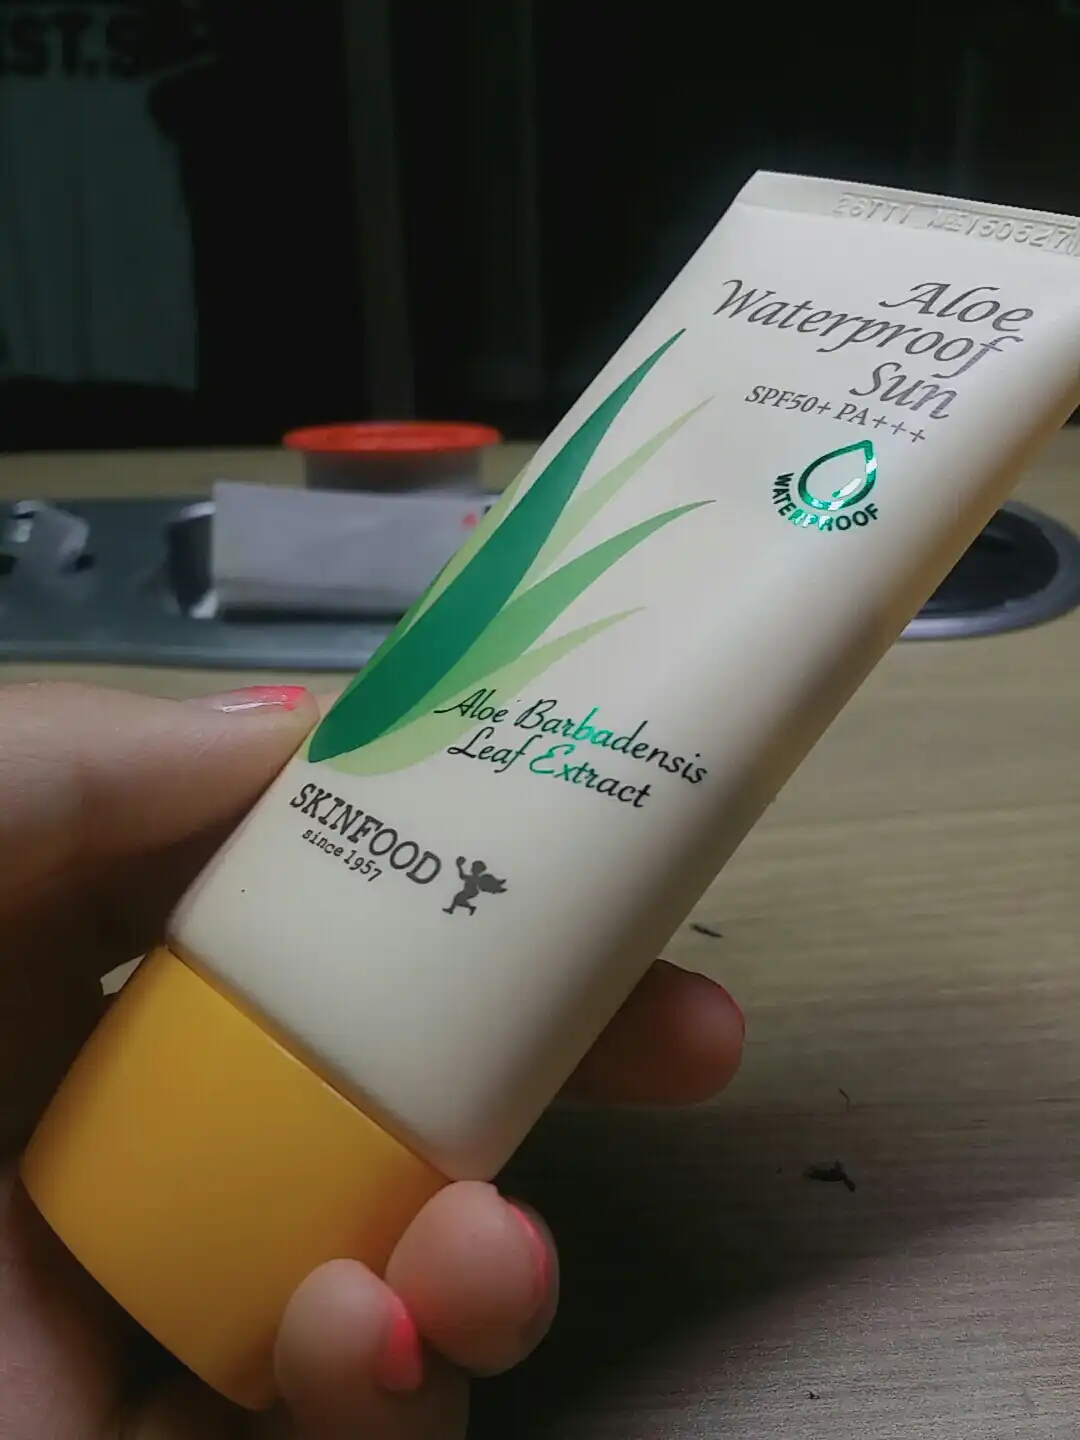 Aloe
Waterproof
Sun
SPF50+ PA+++
WATERPROOF
Aloe Barbadensis
Leaf Extract
SKINFOOD
since 1957